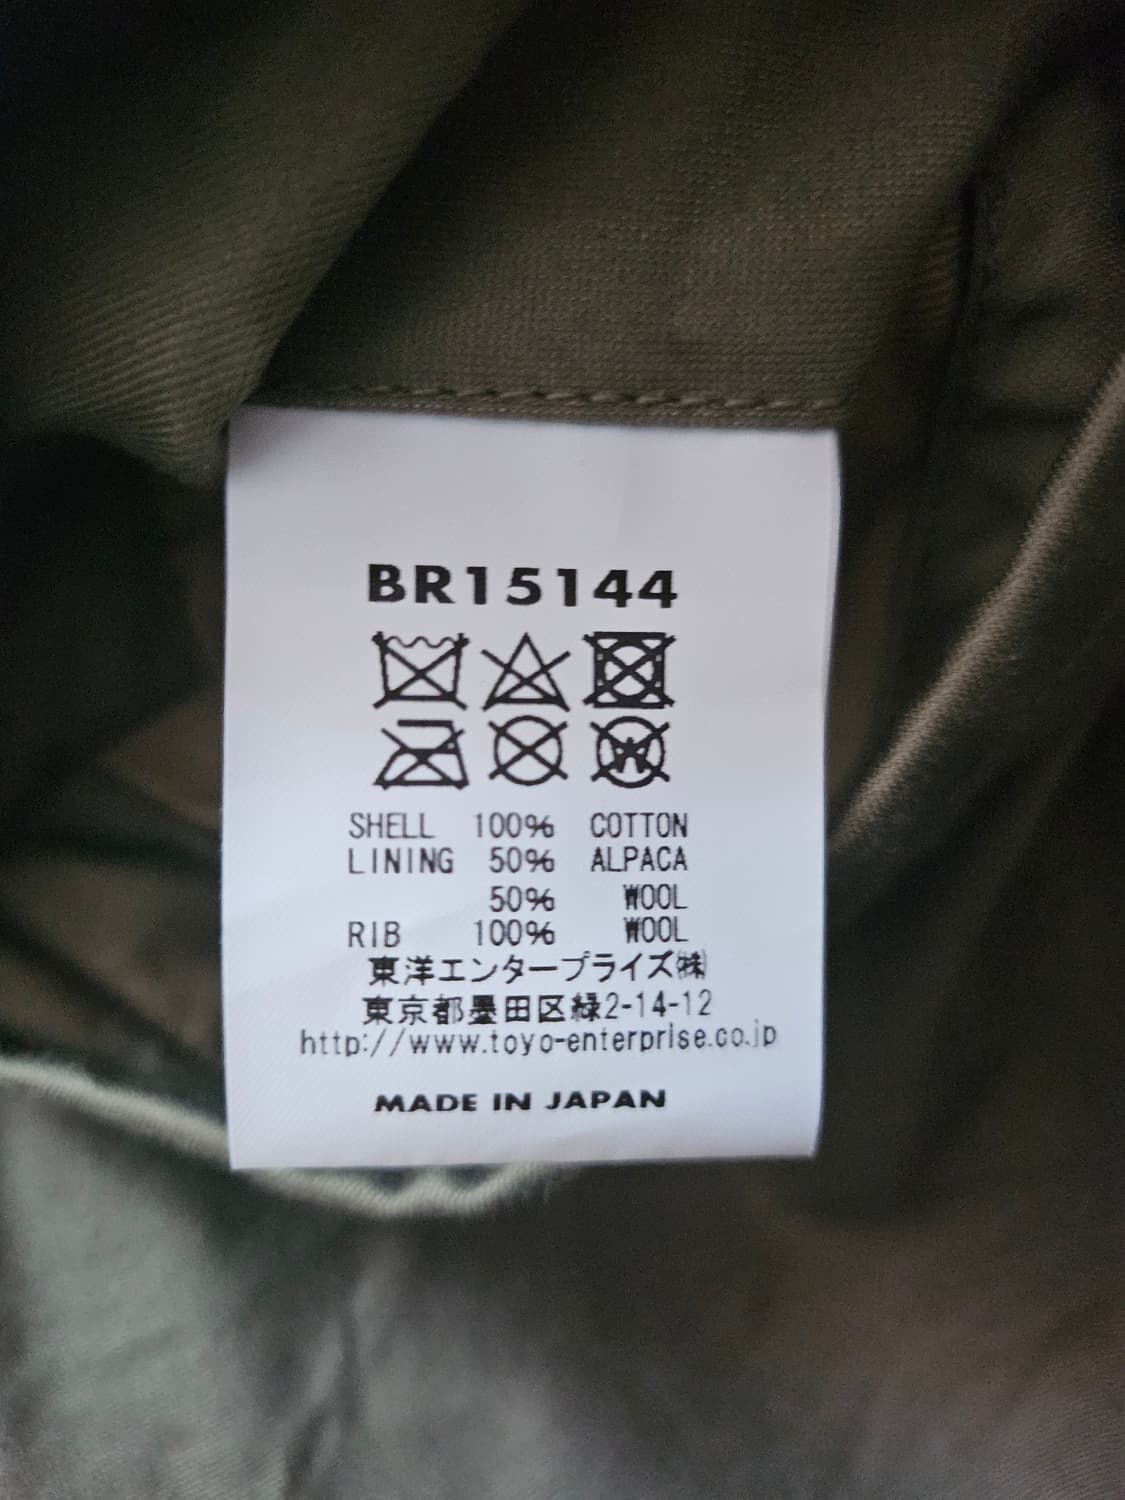 BR15144
W
SHELL 100% COTTON
LINING 50% ALPACA
50% WOOL
RIB 100% WOOL
東洋エンタープライズ㈱
東京都墨田区緑2-14-12
http://www.toyo-enterprise.co.jp
MADE IN JAPAN